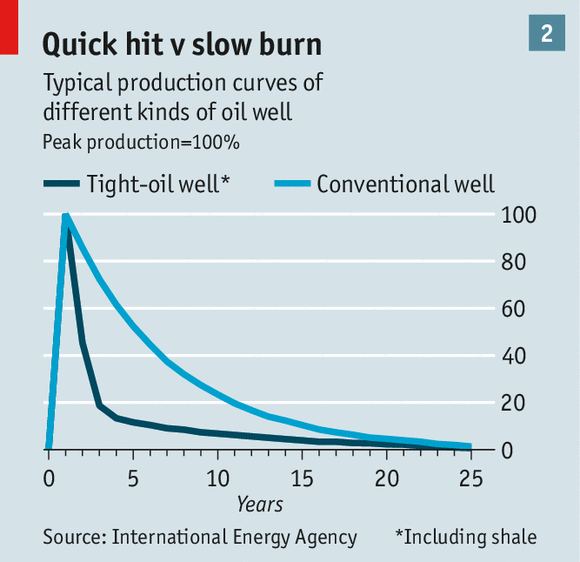 2
Quick hit v slow burn
Typical production curves of
different kinds of oil well
Peak production=100%
Tight-oil well* Conventional well
100
80
60
40
20
0
0 5 10 15 20 25
Years
Source: International Energy Agency *Including shale